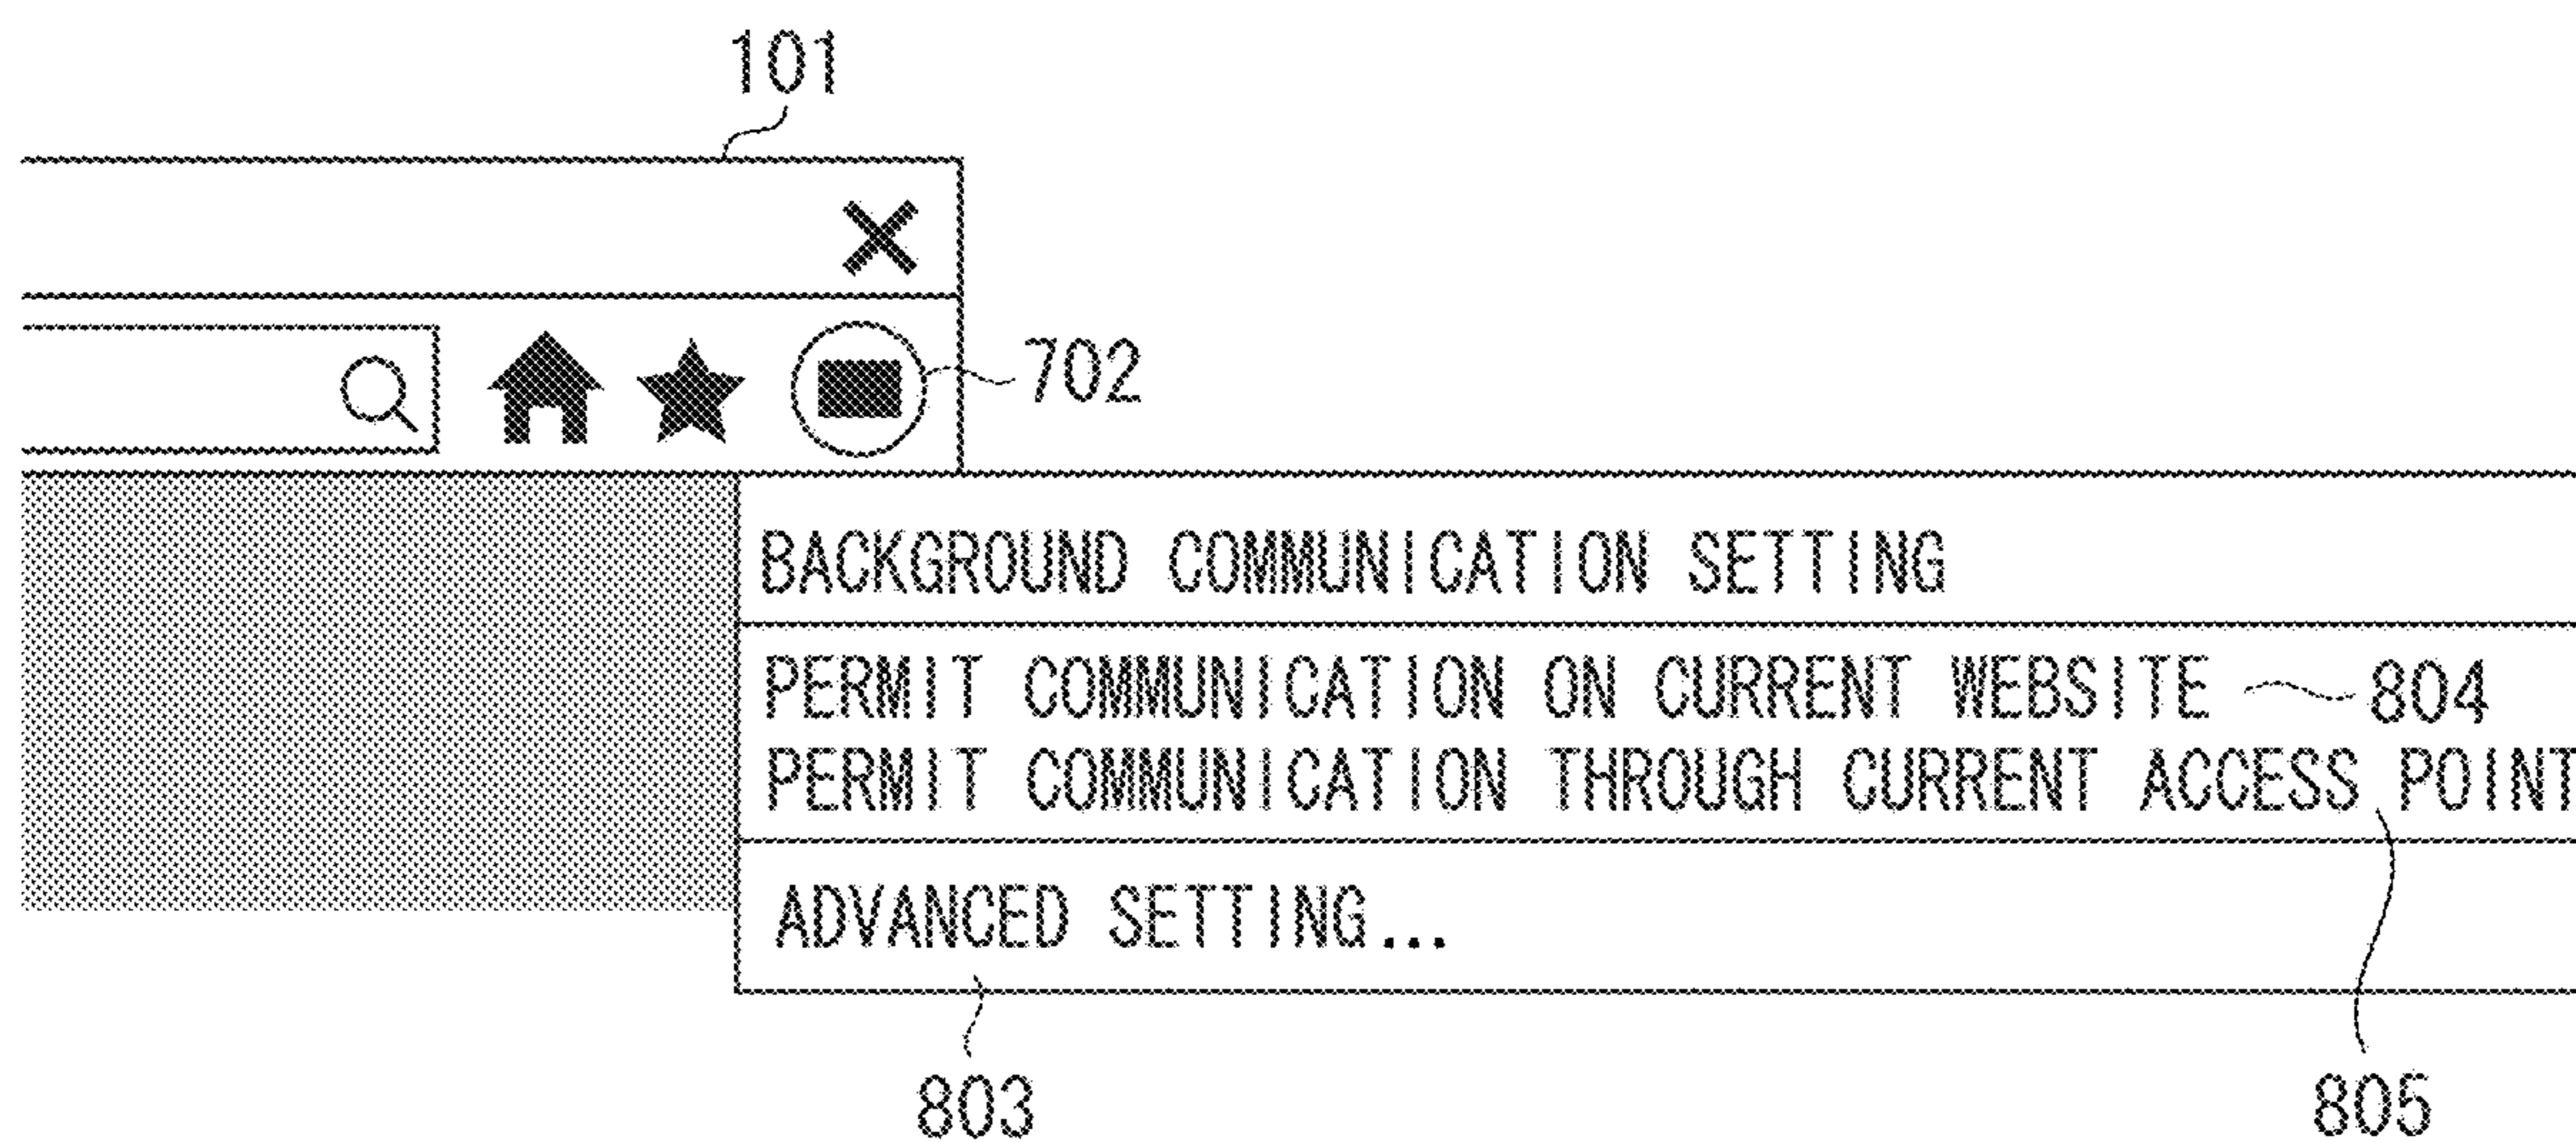 101
702
BACKGROUND COMMUNICATION SETTING
PERMIT COMMUNICATION ON CURRENT WEBSITE 804
PERMIT COMMUNICATION THROUGH CURRENT ACCESS POINT
ADVANCED SETTING...
803
805